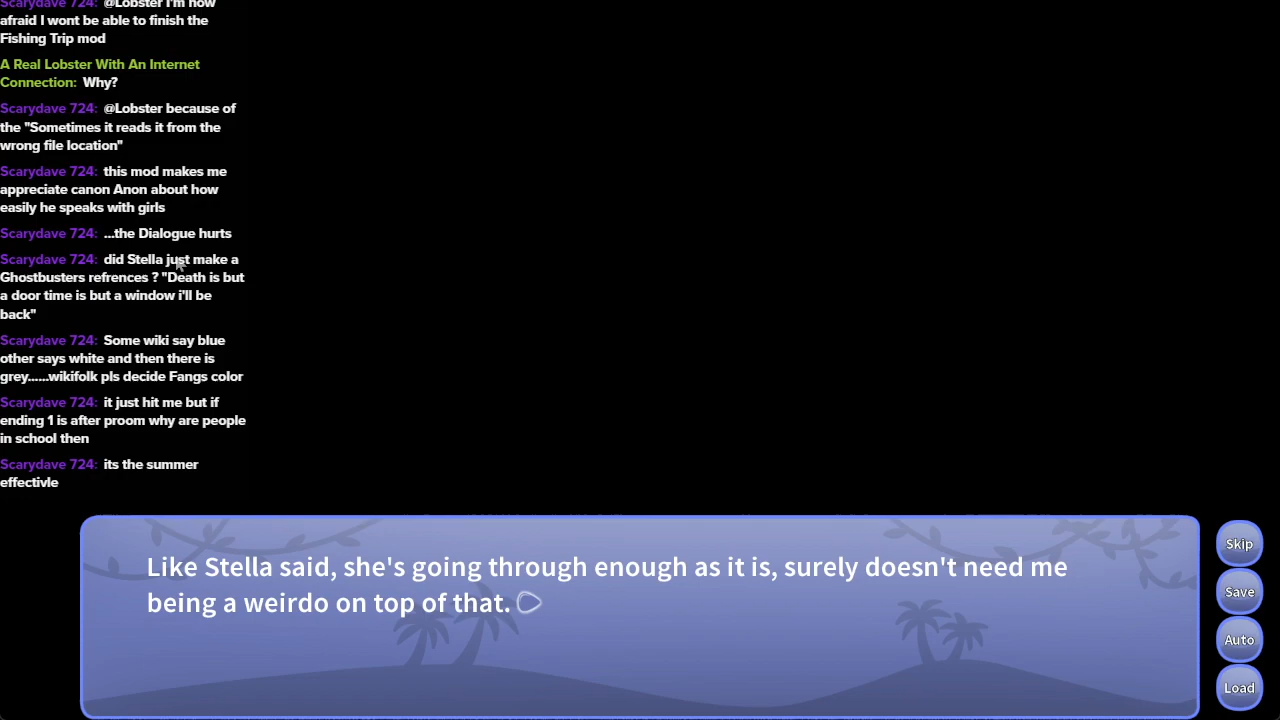 Scarydave 724: @Lobster I'm now
afraid I wont be able to finish the
Fishing Trip mod
A Real Lobster With An Internet
Connection: Why?
Scarydave 724: @Lobster because of
the "Sometimes it reads it from the
wrong file location"
Scarydave 724: this mod makes me
appreciate canon Anon about how
easily he speaks with girls
Scarydave 724: ...the Dialogue hurts
Scarydave 724: did Stella just make a
Ghostbusters refrences ? "Death is but
a door time is but a window i'll be
back"
Scarydave 724: Some wiki say blue
other says white and then there is
grey......wikifolk pls decide Fangs color
Scarydave 724: it just hit me but if
ending 1 is after proom why are people
in school then
Scarydave 724: its the summer
effectivle
Like Stella said, she's going through enough as it is, surely doesn't need me
being a weirdo on top of that.
Skip
Save
Auto
Load